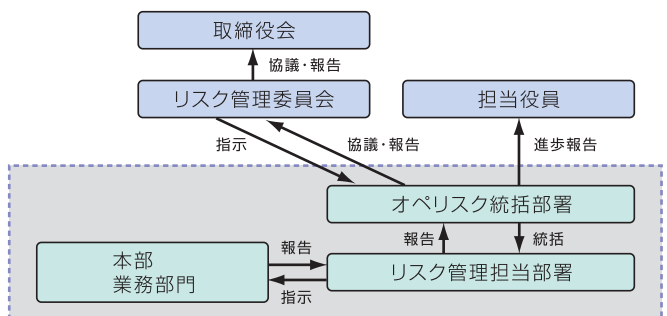 取締役会
協議・報告
リスク管理委員会
担当役員
指示
協議・報告
進歩報告
オペリスク統括部署
報告
統括
本部
業務部門
報告
指示
リスク管理担当部署